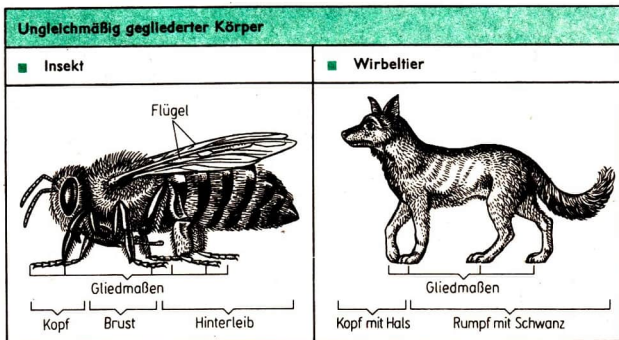 Ungleichmäßig gegliederter Körper
Insekt
Wirbeltier
Flügel
Gliedmaßen
Gliedmaßen
Kopf Brust Hinterleib
Kopf mit Hals Rumpf mit Schwanz